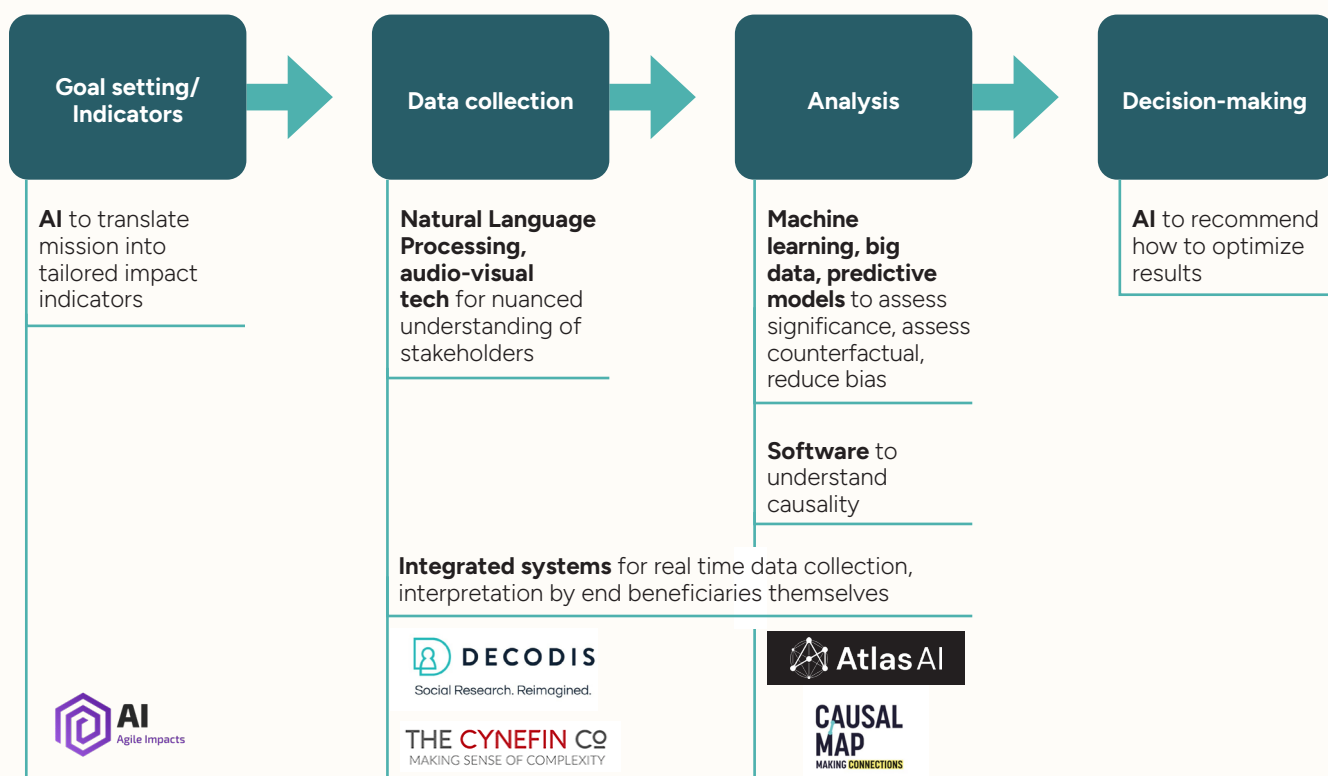 Goal setting/
Indicators
Data collection
Analysis
Decision-making
AI to translate
mission into
tailored impact
indicators
Natural Language
Processing,
audio-visual
tech for nuanced
understanding of
stakeholders
Machine
learning, big
data, predictive
models to assess
significance, assess
counterfactual,
reduce bias
AI to recommend
how to optimize
results
Software to
understand
causality
Integrated systems for real time data collection,
interpretation by end beneficiaries themselves
AI
Agile Impacts
DECODIS
Social Research. Reimagined.
THE CYNEFIN CO
MAKING SENSE OF COMPLEXITY
Atlas AI
CAUSAL
MAP
MAKING CONNECTIONS